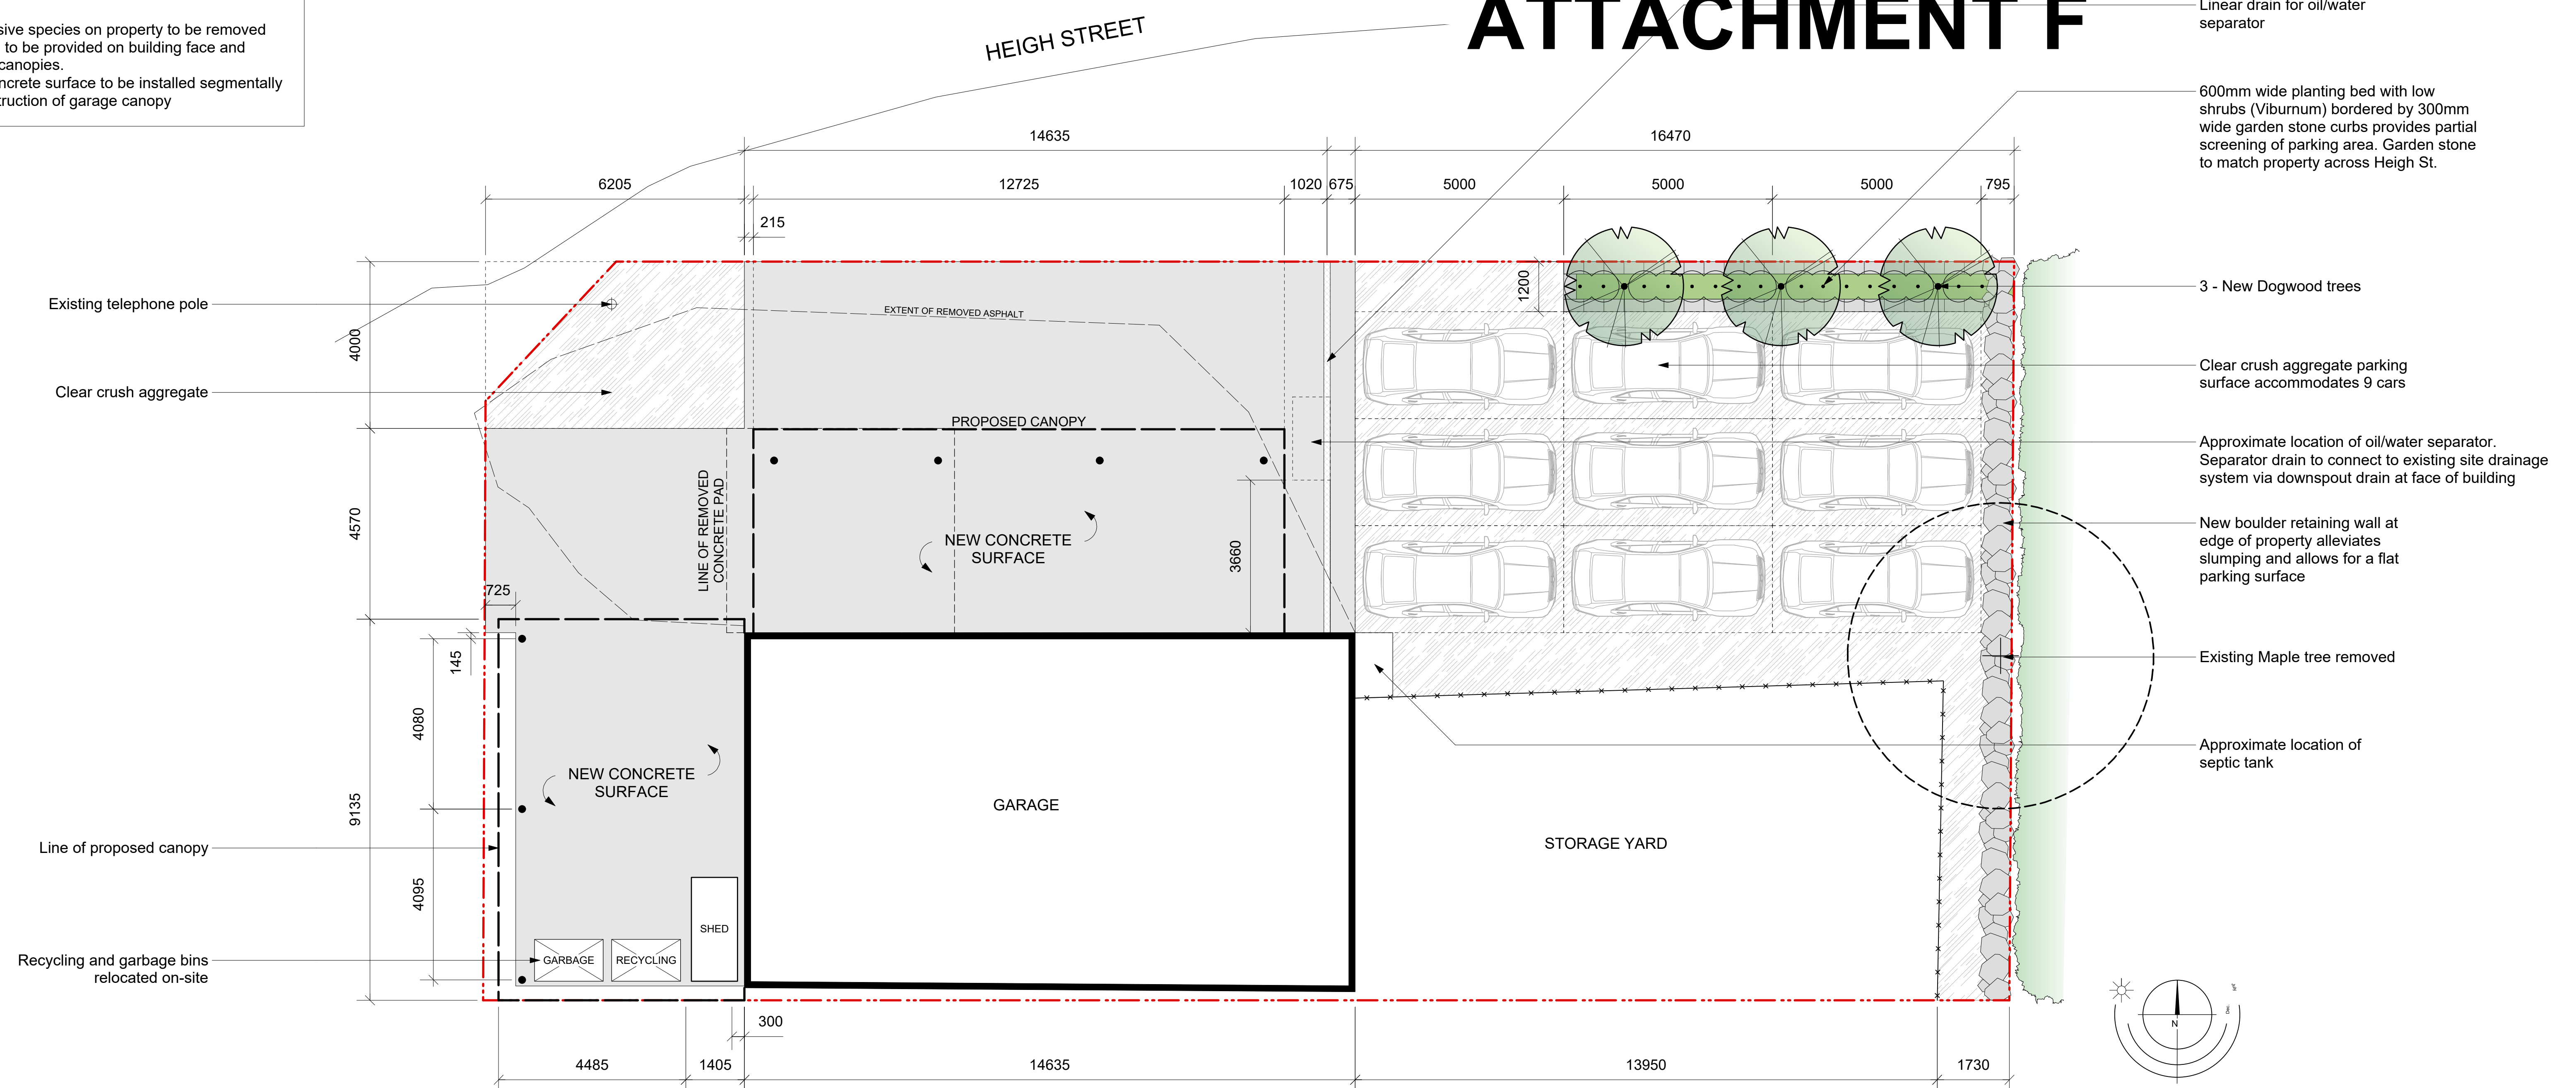 sive species on property to be removed
to be provided on building face and
canopies.
ncrete surface to be installed segmentally
truction of garage canopy
HEIGH STREET
ATTACHMENT F
Linear drain for oil/water
separator
600mm wide planting bed with low
shrubs (Viburnum) bordered by 300mm
wide garden stone curbs provides partial
screening of parking area. Garden stone
to match property across Heigh St.
14635
16470
6205
12725
1020
675
5000
5000
5000
795
215
1200
Existing telephone pole
3 - New Dogwood trees
EXTENT OF REMOVED ASPHALT
4000
Clear crush aggregate
Clear crush aggregate parking
surface accommodates 9 cars
PROPOSED CANOPY
Approximate location of oil/water separator.
Separator drain to connect to existing site drainage
system via downspout drain at face of building
LINE OF REMOVED
CONCRETE PAD
4570
NEW CONCRETE
SURFACE
3660
New boulder retaining wall at
edge of property alleviates
slumping and allows for a flat
parking surface
725
145
Existing Maple tree removed
4080
Approximate location of
septic tank
NEW CONCRETE
SURFACE
GARAGE
9135
STORAGE YARD
Line of proposed canopy
4095
SHED
Recycling and garbage bins
relocated on-site
GARBAGE
RECYCLING
N
300
4485
1405
14635
13950
1730